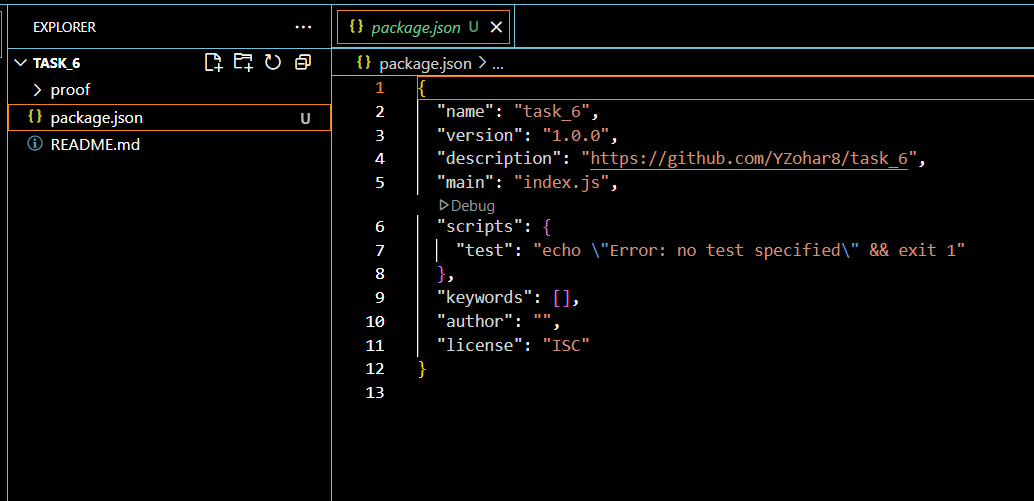 EXPLORER ...
TASK_6
proof
package.json U
README.md
{} package.json U
{} package.json > ...
1 {
2 "name": "task_6",
3 "version": "1.0.0",
4 "description": "https://github.com/YZohar8/task_6",
5 "main": "index.js",
Debug
6 "scripts": {
7 "test": "echo \"Error: no test specified\" && exit 1"
8 },
9 "keywords": [],
10 "author": "",
11 "license": "ISC"
12 }
13